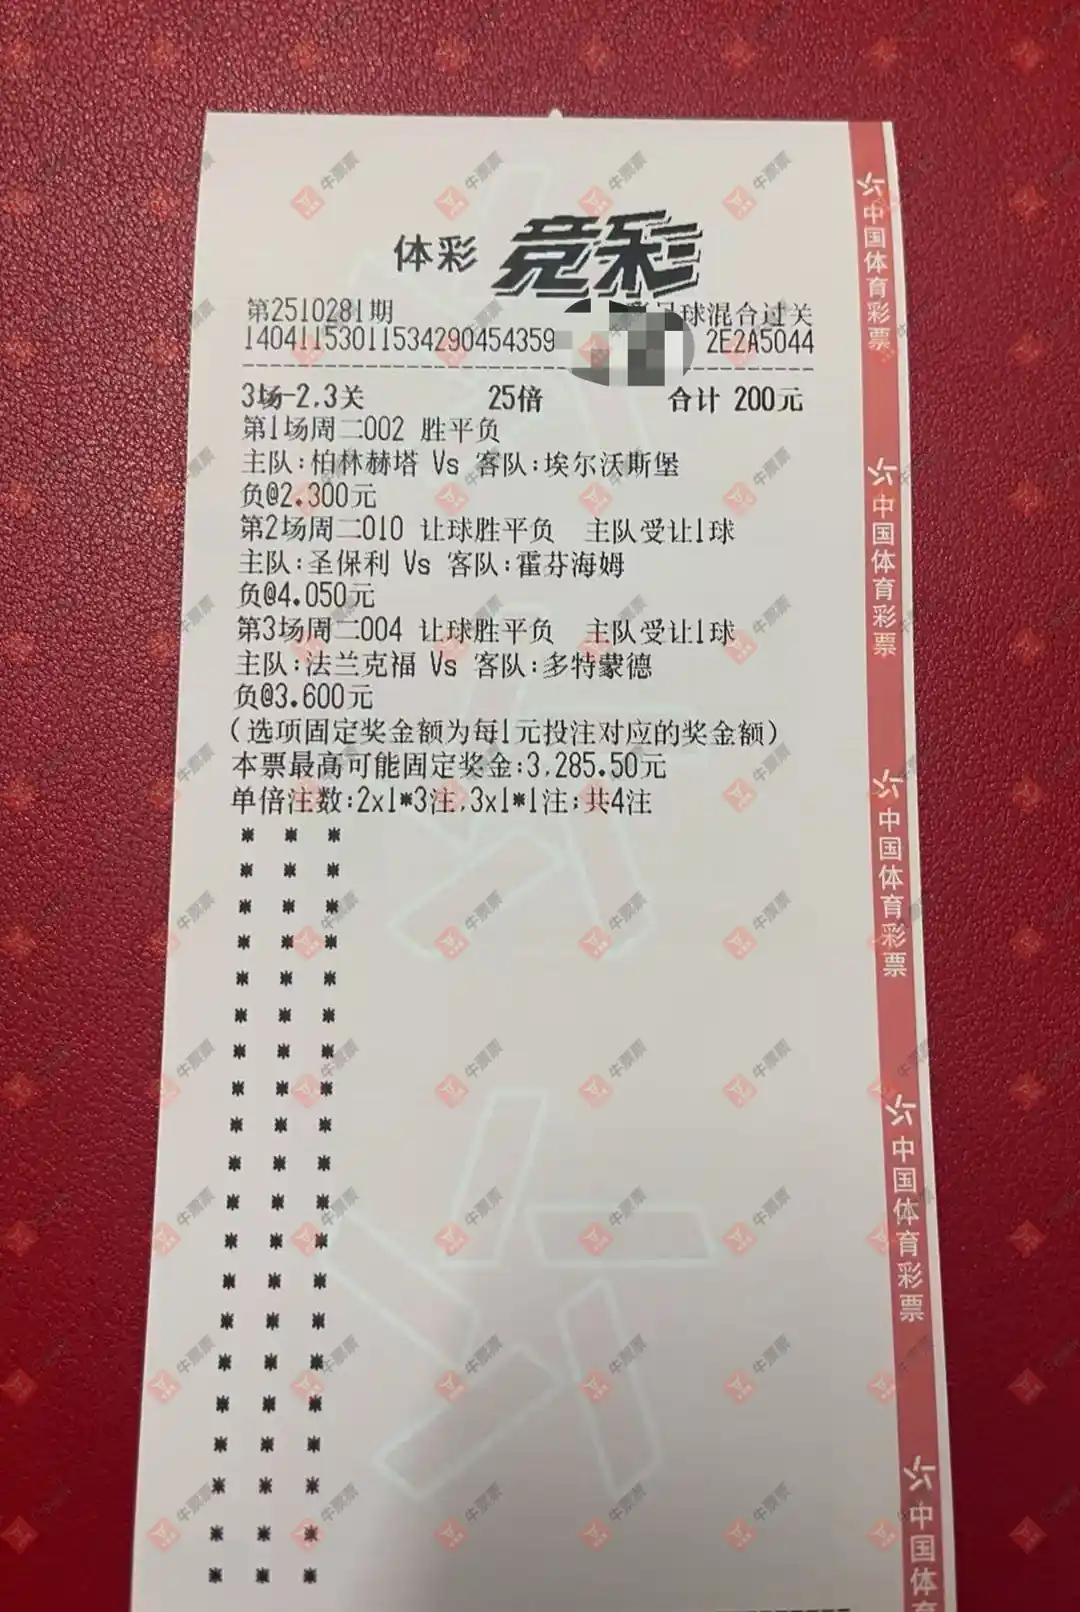 体彩 竞彩
第2510281期 足球混合过关
14041153011534290454359 2E2A5044
3场-2.3关 25倍 合计 200元
第1场周二002 胜平负
主队:柏林赫塔 Vs 客队:埃尔沃斯堡
负@2.300元
第2场周二010 让球胜平负 主队受让1球
主队:圣保利 Vs 客队:霍芬海姆
负@4.050元
第3场周二004 让球胜平负 主队受让1球
主队:法兰克福 Vs 客队:多特蒙德
负@3.600元
(选项固定奖金额为每1元投注对应的奖金额)
本票最高可能固定奖金:3,285.50元
单倍注数:2x1*3注,3x1*1注;共4注
中国体育彩票
中国体育彩票
中国体育彩票
中国体育彩票
中国体育
牛票票